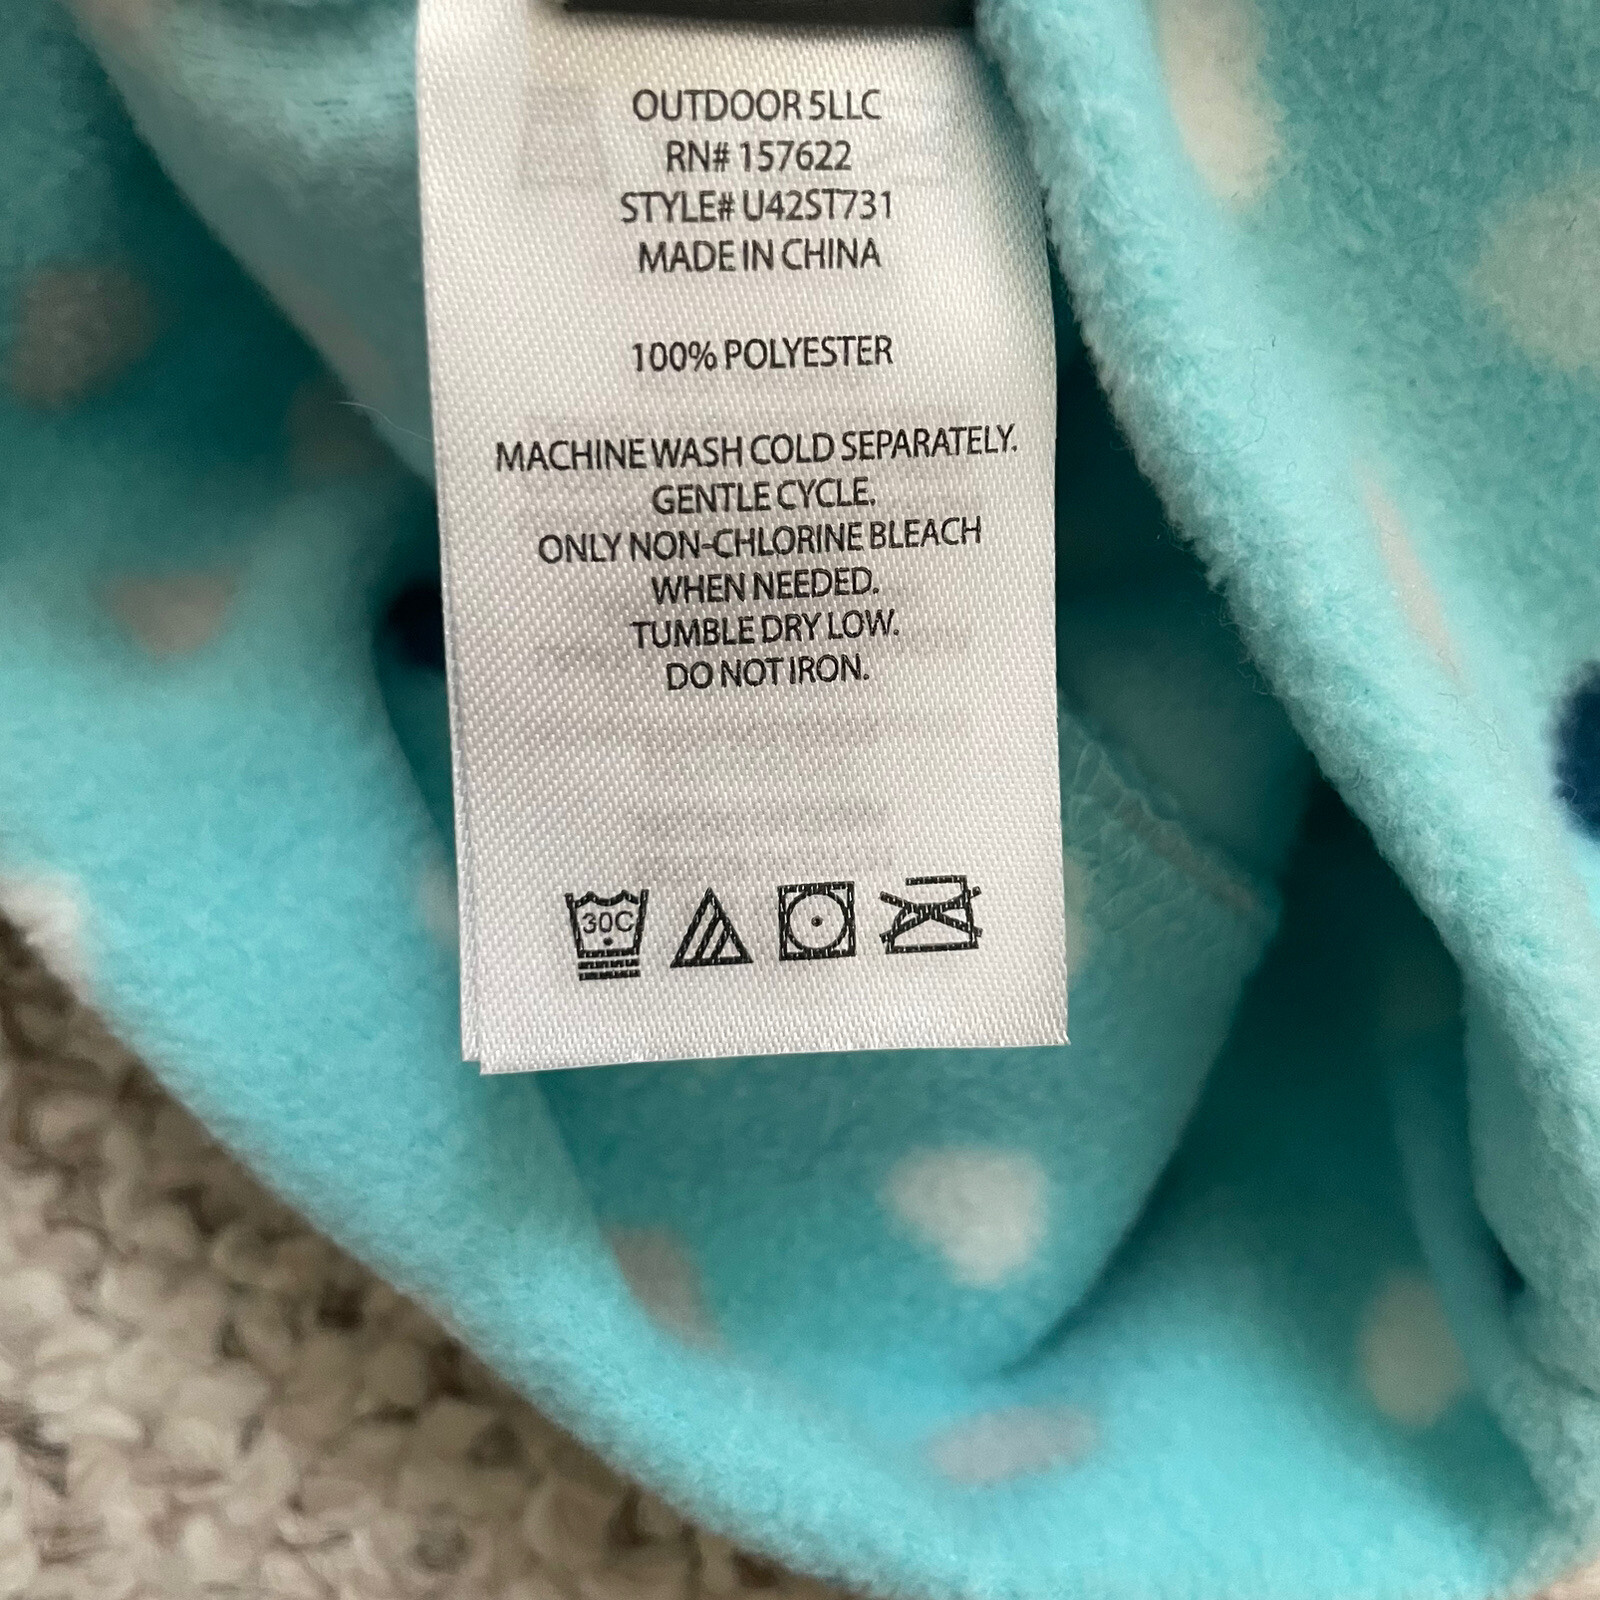 OUTDOOR 5LLC
RN# 157622
STYLE# U42ST731
MADE IN CHINA
100% POLYESTER
MACHINE WASH COLD SEPARATELY.
GENTLE CYCLE.
ONLY NON-CHLORINE BLEACH
WHEN NEEDED.
TUMBLE DRY LOW.
DO NOT IRON.
30C